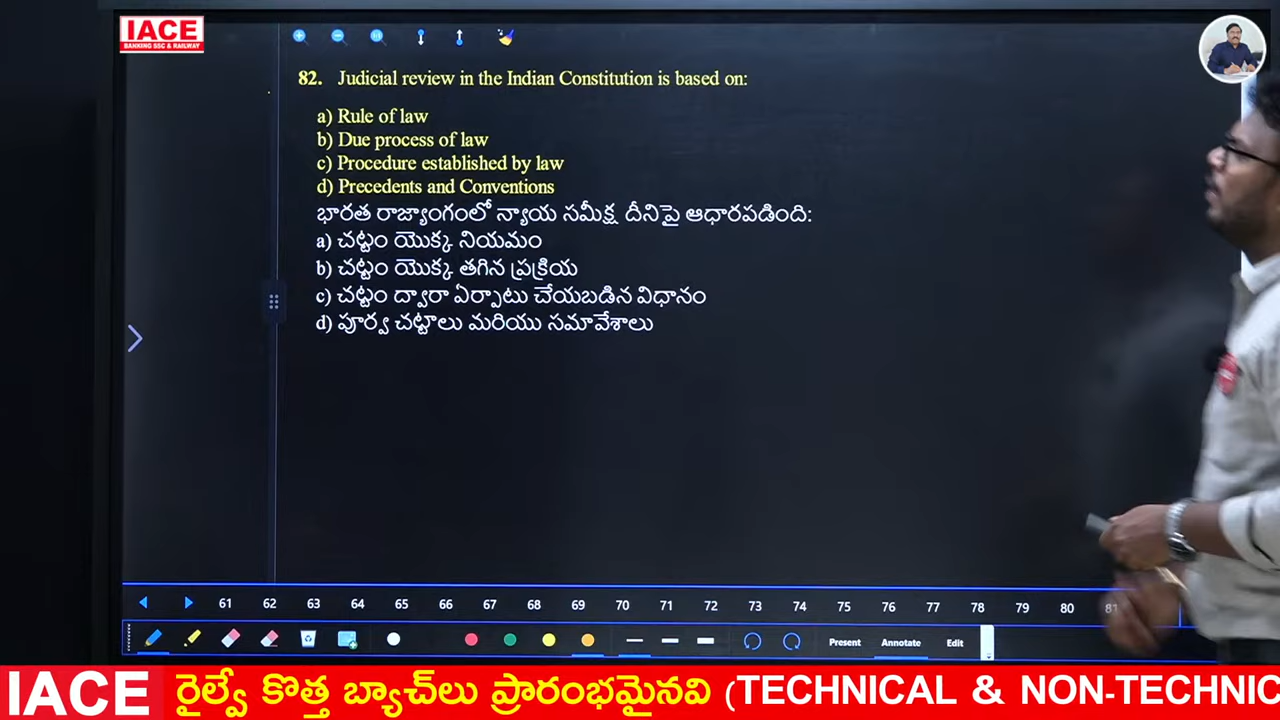 IACE
BANKING SSC & RAILWAY
82. Judicial review in the Indian Constitution is based on:
a) Rule of law
b) Due process of law
c) Procedure established by law
d) Precedents and Conventions
భారత రాజ్యాంగంలో న్యాయ సమీక్ష దీనిపై ఆధారపడింది:
a) చట్టం యొక్క నియమం
b) చట్టం యొక్క తగిన ప్రక్రియ
c) చట్టం ద్వారా ఏర్పాటు చేయబడిన విధానం
d) పూర్వ చట్టాలు మరియు సమావేశాలు
61 62 63 64 65 66 67 68 69 70 71 72 73 74 75 76 77 78 79 80 81
Present Annotate Edit
IACE రైల్వే కొత్త బ్యాచ్‌లు ప్రారంభమైనవి (TECHNICAL & NON-TECHNIC